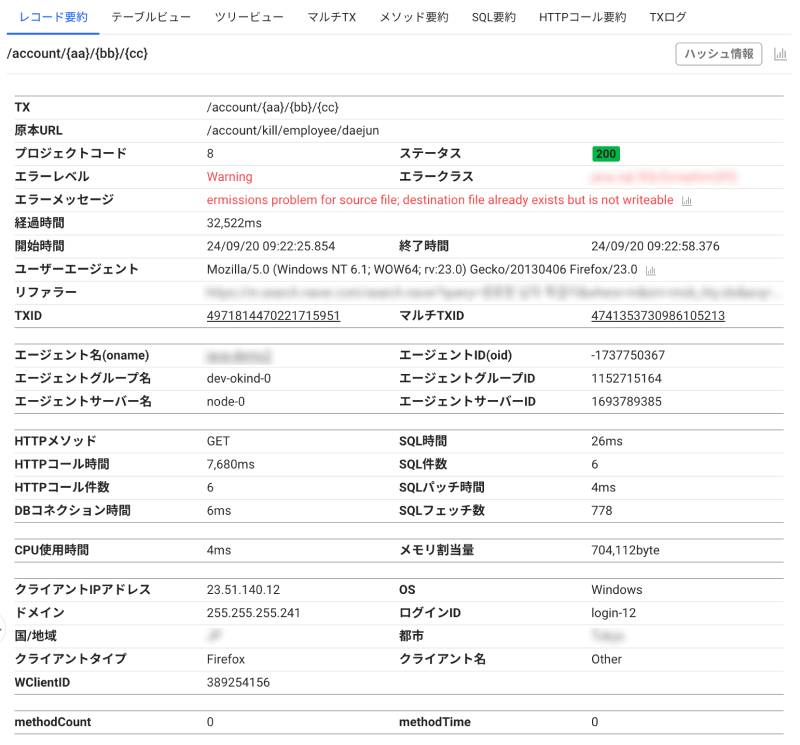 レコード要約 テーブルビュー ツリービュー マルチTX メソッド要約 SQL要約 HTTPコール要約 TXログ
/account/{aa}/{bb}/{cc} ハッシュ情報
TX /account/{aa}/{bb}/{cc}
原本URL /account/kill/employee/daejun
プロジェクトコード 8 ステータス 200
エラーレベル Warning エラークラス
エラーメッセージ ermissions problem for source file; destination file already exists but is not writeable
経過時間 32,522ms
開始時間 24/09/20 09:22:25.854 終了時間 24/09/20 09:22:58.376
ユーザーエージェント Mozilla/5.0 (Windows NT 6.1; WOW64; rv:23.0) Gecko/20130406 Firefox/23.0
リファラー
TXID 4971814470221715951 マルチTXID 4741353730986105213
エージェント名(oname) エージェントID(oid) -1737750367
エージェントグループ名 dev-okind-0 エージェントグループID 1152715164
エージェントサーバー名 node-0 エージェントサーバーID 1693789385
HTTPメソッド GET SQL時間 26ms
HTTPコール時間 7,680ms SQL件数 6
HTTPコール件数 6 SQLパッチ時間 4ms
DBコネクション時間 6ms SQLフェッチ数 778
CPU使用時間 4ms メモリ割当量 704,112byte
クライアントIPアドレス 23.51.140.12 OS Windows
ドメイン 255.255.255.241 ログインID login-12
国/地域 都市
クライアントタイプ Firefox クライアント名 Other
WClientID 389254156
methodCount 0 methodTime 0